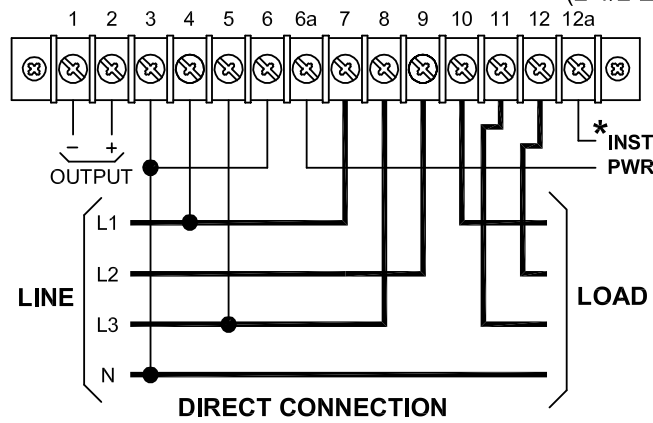 1 2 3 4 5 6 6a 7 8 9 10 11 12 12a
* INST
− +
PWR
OUTPUT
L1
L2
LINE LOAD
L3
N
DIRECT CONNECTION